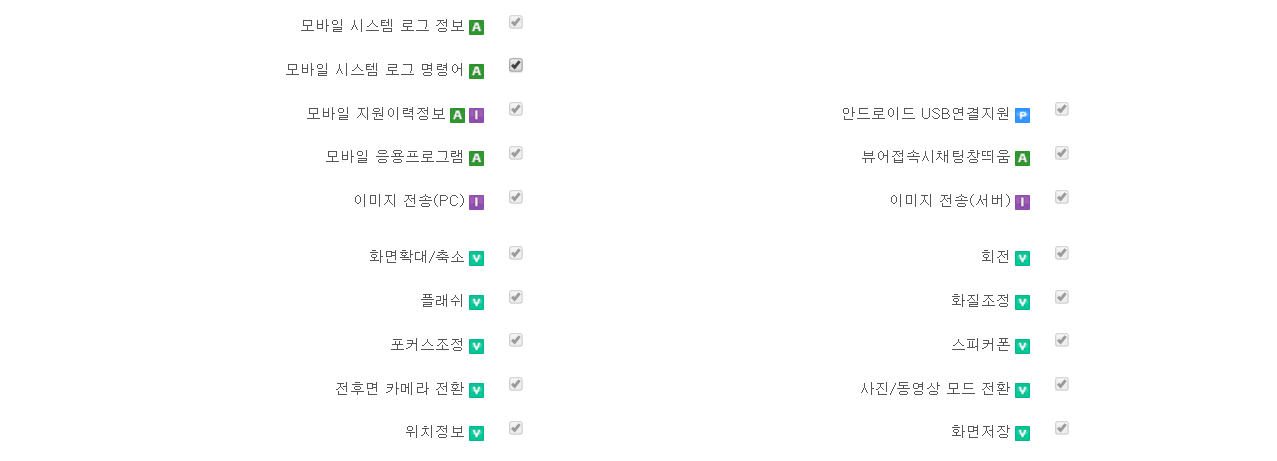 모바일 시스템 로그 정보 A
모바일 시스템 로그 명령어 A
모바일 지원이력정보 A I 안드로이드 USB연결지원 P
모바일 응용프로그램 A 뷰어접속시채팅창띄움 A
이미지 전송(PC) I 이미지 전송(서버) I
화면확대/축소 V 회전 V
플래쉬 V 화질조정 V
포커스조정 V 스피커폰 V
전후면 카메라 전환 V 사진/동영상 모드 전환 V
위치정보 V 화면저장 V